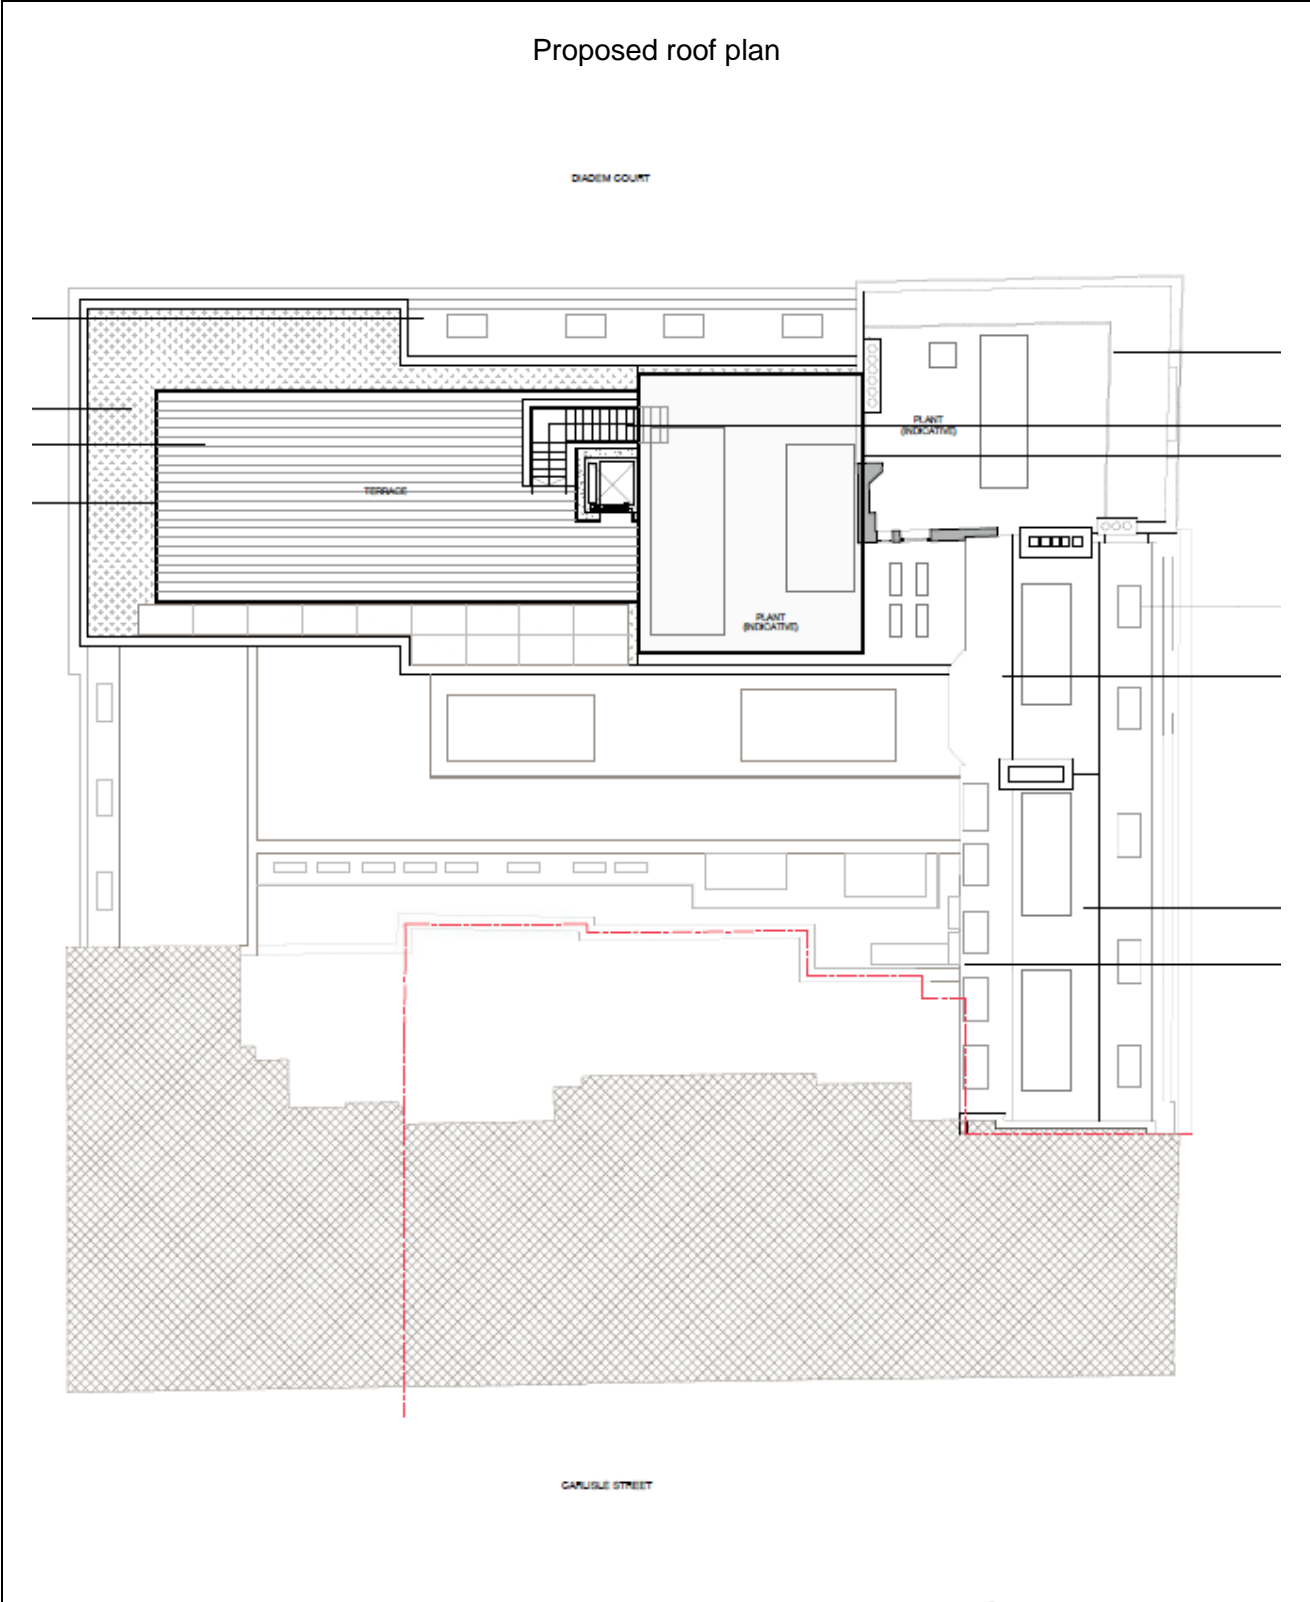 Proposed roof plan
DIADEM COURT
PLANT
(INDICATIVE)
TERRACE
PLANT
(INDICATIVE)
CARLISLE STREET